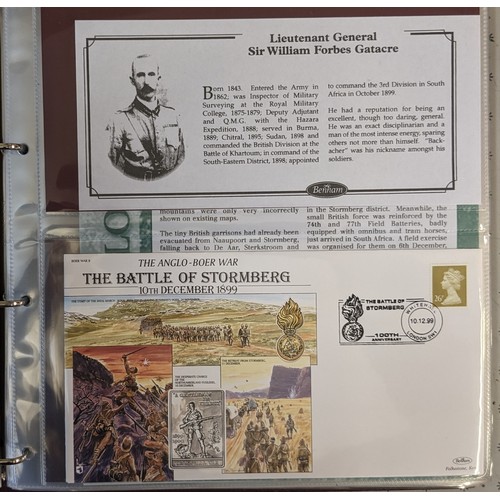 Lieutenant General
Sir William Forbes Gatacre
Born 1843. Entered the Army in
1862; was Inspector of Military
Surveying at the Royal Military
College, 1875-1879; Deputy Adjutant
and Q.M.G. with the Hazara
Expedition, 1888; served in Burma,
1889; Chitral, 1895; Sudan, 1898 and
commanded the British Division at the
Battle of Khartoum; in command of the
South-Eastern District, 1898; appointed
to command the 3rd Division in South
Africa in October 1899.
He had a reputation for being an
excellent, though too daring, general.
He was an exact disciplinarian and a
man of the most intense energy, sparing
others not more than himself. "Back-
acher" was his nickname amongst his
soldiers.
Benham
mountains were only very incorrectly
shown on existing maps.
The tiny British garrisons had already been
evacuated from Naaupoort and Stormberg,
falling back to De Aar, Sterkstroom and
in the Stormberg district. Meanwhile, the
small British force was reinforced by the
74th and 77th Field Batteries, badly
equipped with omnibus and tram horses,
just arrived in South Africa. A field exercise
was organised for them on 6th December,
THE ANGLO-BOER WAR
THE BATTLE OF STORMBERG
10TH DECEMBER 1899
THE BATTLE OF
STORMBERG
100TH
ANNIVERSARY
WHITEHALL
10.12.99
LONDON SW1
Benham
Folkestone, Kent